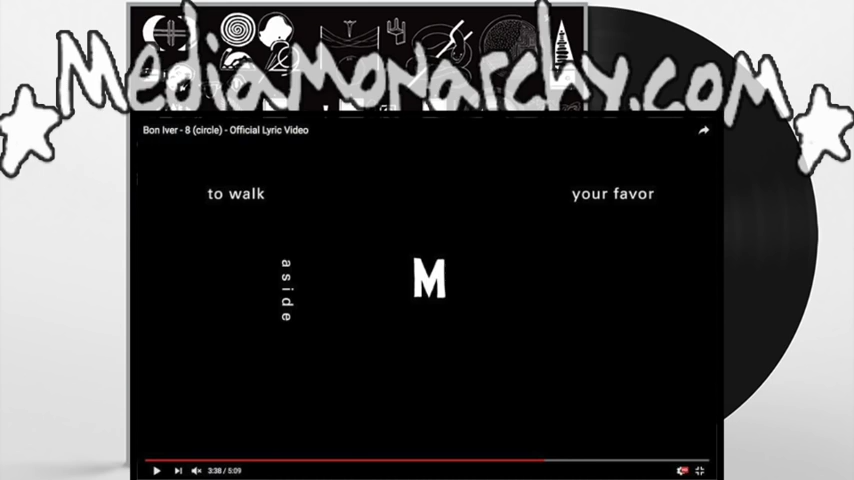 Mediamonarchy.com
Bon Iver - 8 (circle) - Official Lyric Video
to walk
your favor
aside
M
3:38 / 5:09